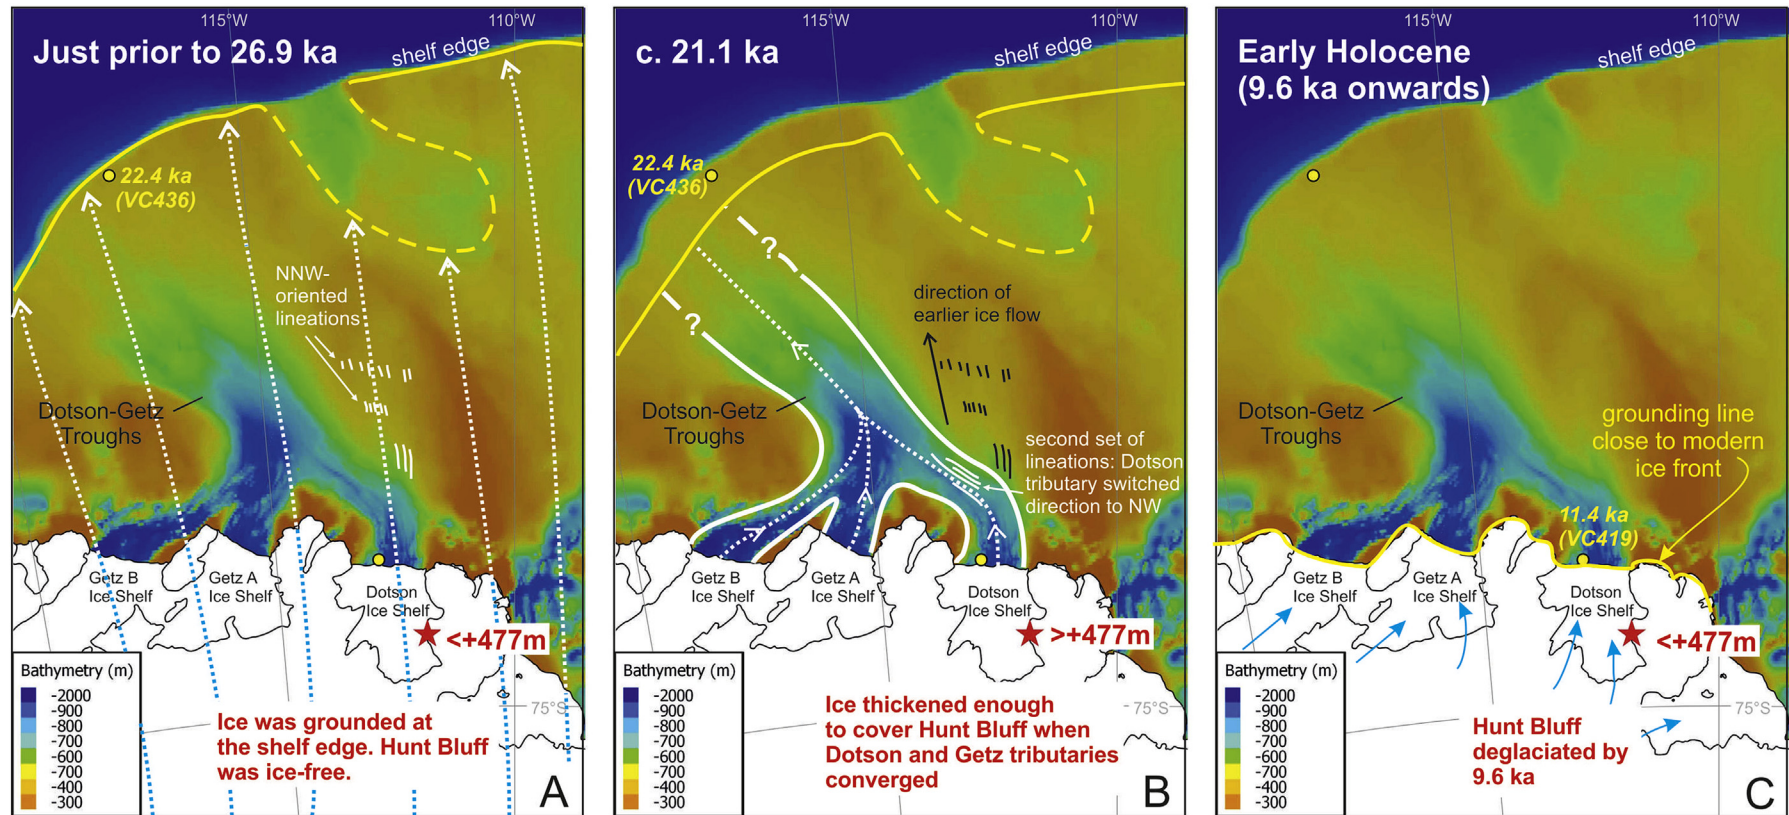 115°W
110°W
Just prior to 26.9 ka
shelf edge
22.4 ka
(VC436)
NNW-
oriented
lineations
Dotson-Getz
Troughs
Getz B
Ice Shelf
Getz A
Ice Shelf
Dotson
Ice Shelf
<+477m
Bathymetry (m)
-2000
-900
-800
-700
-600
-700
-400
-300
75°S
Ice was grounded at
the shelf edge. Hunt Bluff
was ice-free.
A
115°W
110°W
c. 21.1 ka
shelf edge
22.4 ka
(VC436)
?
?
direction of
earlier ice flow
Dotson-Getz
Troughs
second set of
lineations: Dotson
tributary switched
direction to NW
Getz B
Ice Shelf
Getz A
Ice Shelf
Dotson
Ice Shelf
>+477m
Bathymetry (m)
-2000
-900
-800
-700
-600
-700
-400
-300
75°S
Ice thickened enough
to cover Hunt Bluff when
Dotson and Getz tributaries
converged
B
115°W
110°W
Early Holocene
(9.6 ka onwards)
shelf edge
Dotson-Getz
Troughs
grounding line
close to modern
ice front
11.4 ka
(VC419)
Getz B
Ice Shelf
Getz A
Ice Shelf
Dotson
Ice Shelf
<+477m
Bathymetry (m)
-2000
-900
-800
-700
-600
-700
-400
-300
75°S
Hunt Bluff
deglaciated by
9.6 ka
C